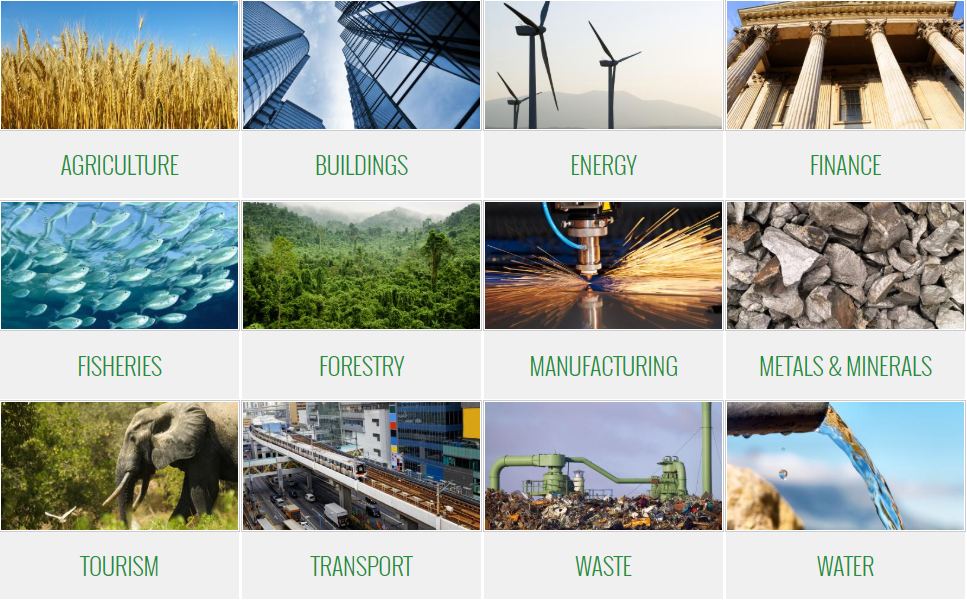 AGRICULTURE
BUILDINGS
ENERGY
FINANCE
FISHERIES
FORESTRY
MANUFACTURING
METALS & MINERALS
TOURISM
TRANSPORT
WASTE
WATER